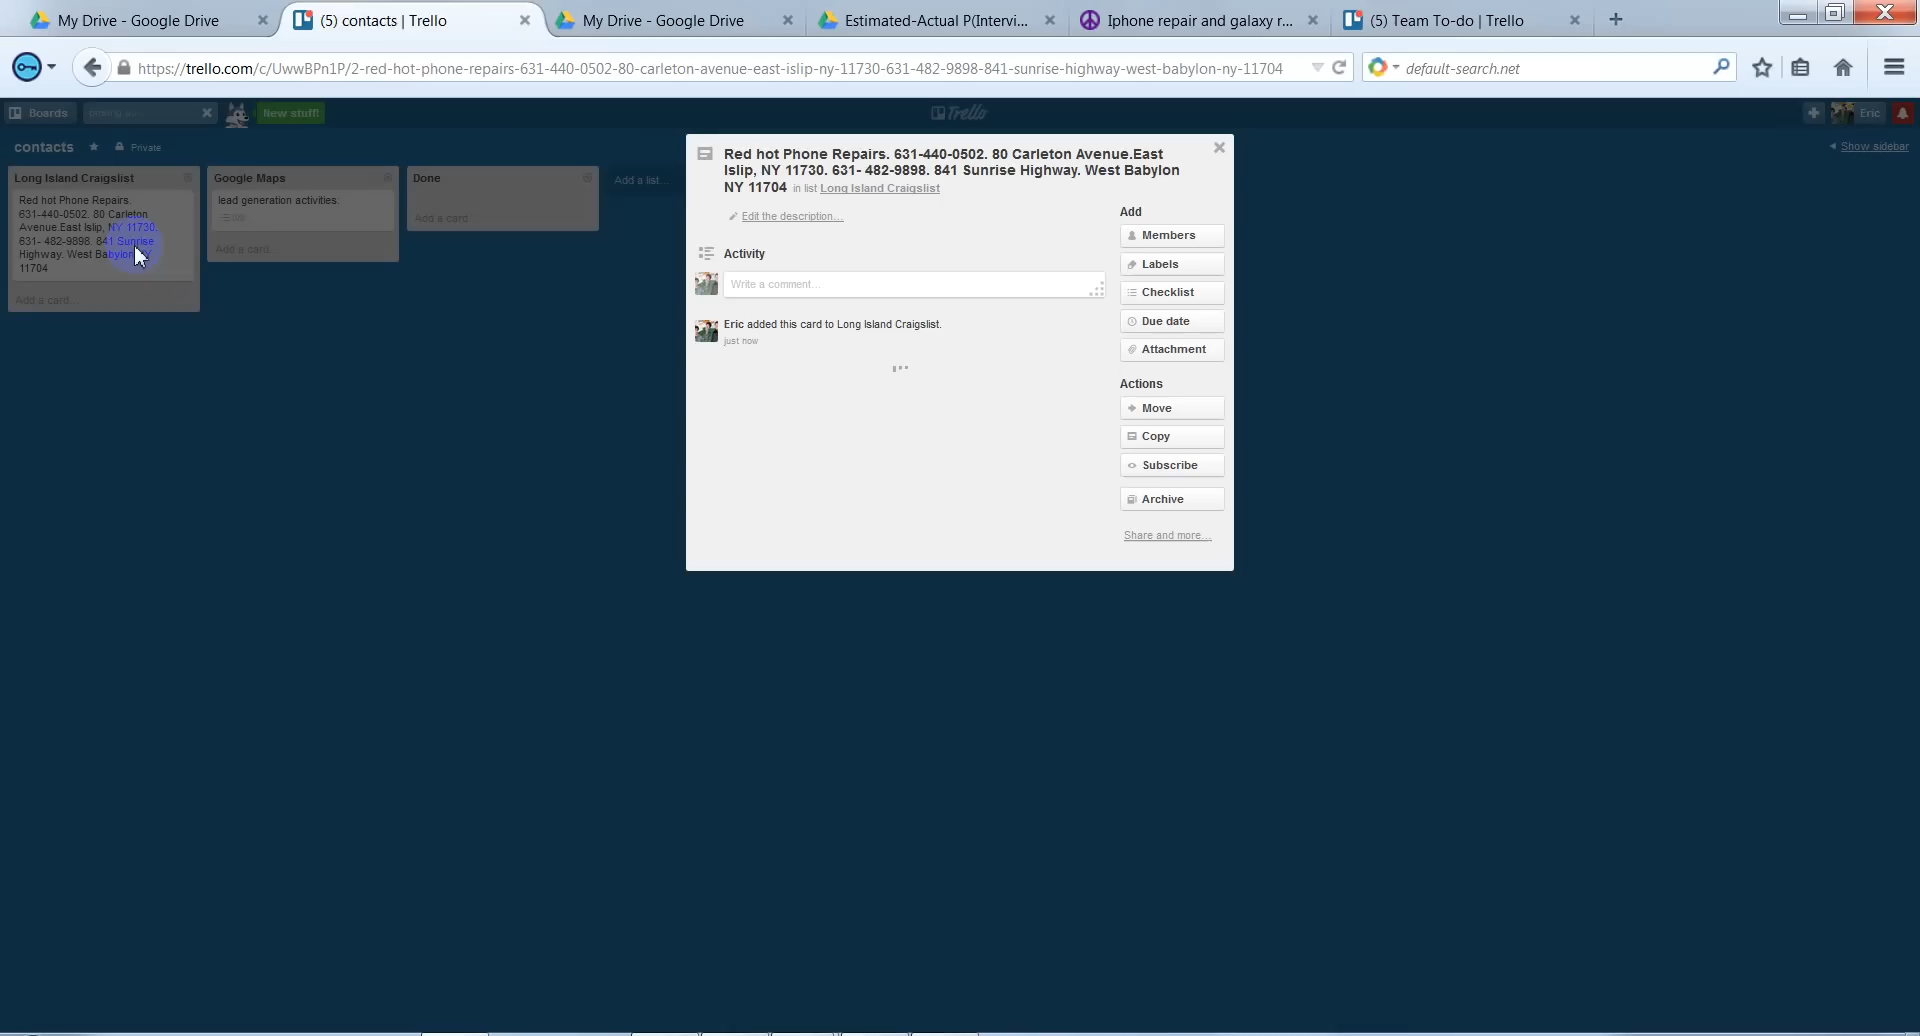 My Drive - Google Drive
(5) contacts | Trello
My Drive - Google Drive
Estimated-Actual P(Intervi...
Iphone repair and galaxy r...
(5) Team To-do | Trello
https://trello.com/c/UwwBPn1P/2-red-hot-phone-repairs-631-440-0502-80-carleton-avenue-east-islip-ny-11730-631-482-9898-841-sunrise-highway-west-babylon-ny-11704
default-search.net
Boards
New stuff!
Trello
Eric
contacts
Private
Show sidebar
Long Island Craigslist
Red hot Phone Repairs.
631-440-0502. 80 Carleton
Avenue.East Islip, NY 11730.
631- 482-9898. 841 Sunrise
Highway. West Babylon NY
11704
Add a card...
Google Maps
lead generation activities:
Add a card...
Done
Add a card...
Add a list...
Red hot Phone Repairs. 631-440-0502. 80 Carleton Avenue.East
Islip, NY 11730. 631- 482-9898. 841 Sunrise Highway. West Babylon
NY 11704 in list Long Island Craigslist
Edit the description...
Activity
Write a comment...
Eric added this card to Long Island Craigslist.
just now
Add
Members
Labels
Checklist
Due date
Attachment
Actions
Move
Copy
Subscribe
Archive
Share and more...